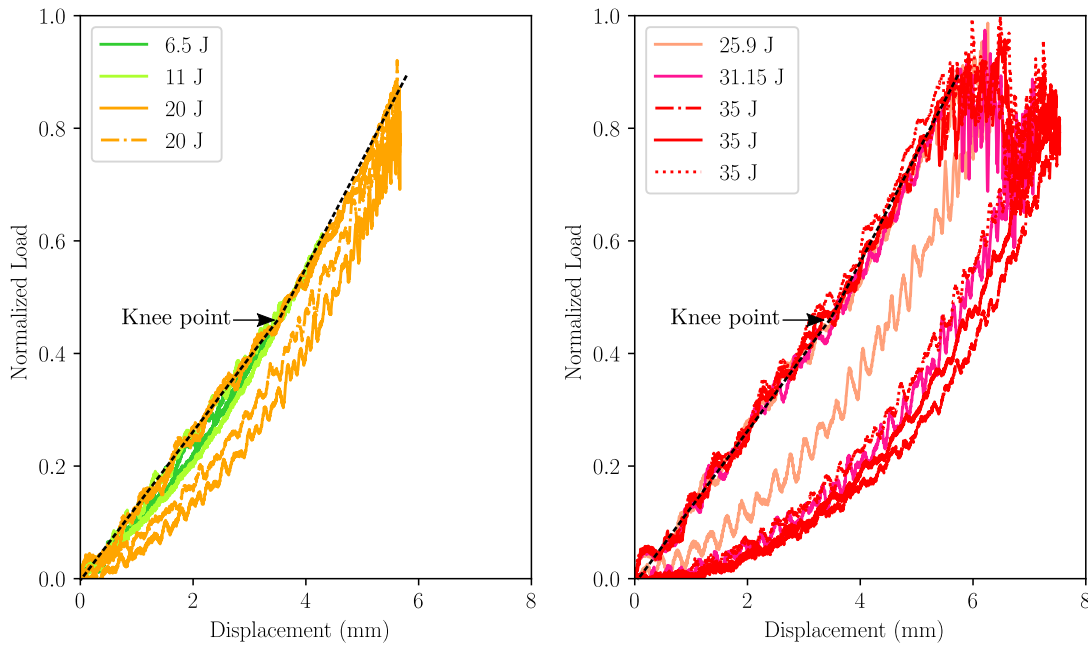 1.0
0.8
0.6
0.4
0.2
0.0
0
2
4
6
8
Normalized Load
Displacement (mm)
6.5 J
11 J
20 J
20 J
Knee point
1.0
0.8
0.6
0.4
0.2
0.0
0
2
4
6
8
Normalized Load
Displacement (mm)
25.9 J
31.15 J
35 J
35 J
35 J
Knee point